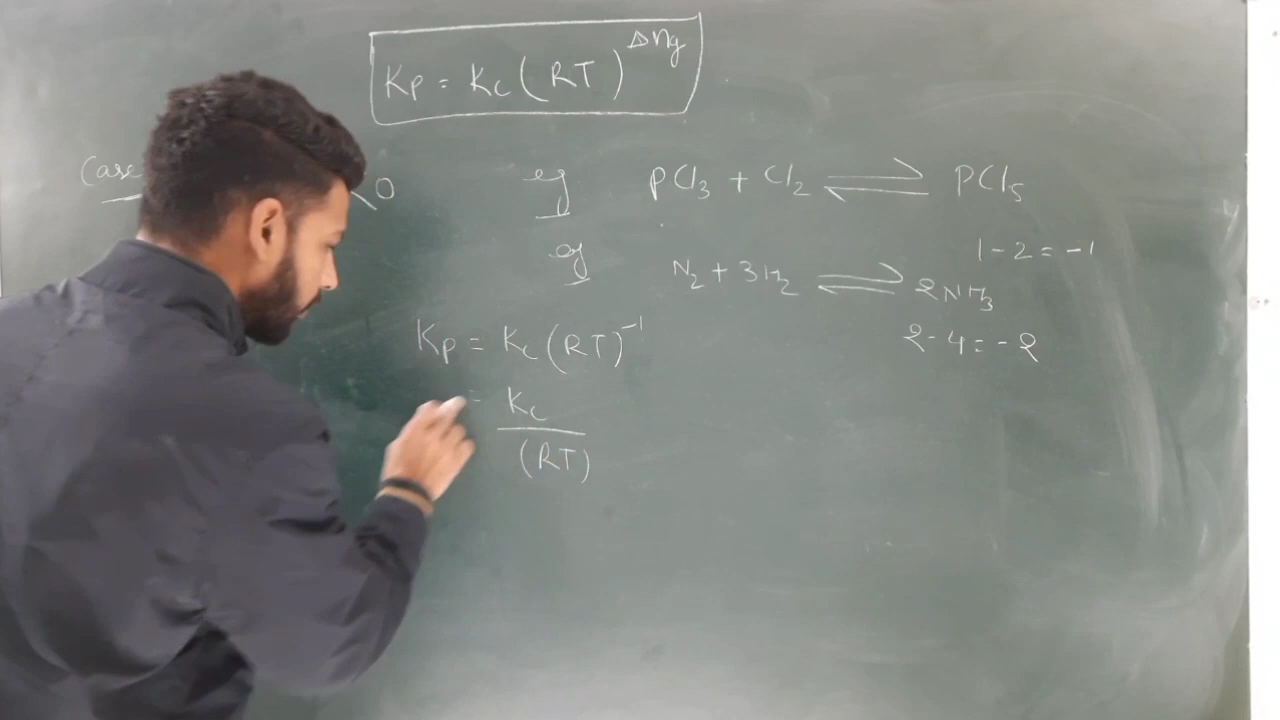 Kp = Kc (RT)^Δng
Case < 0
eg PCl3 + Cl2 ⇌ PCl5
1 - 2 = -1
eg N2 + 3H2 ⇌ 2NH3
2 - 4 = -2
Kp = Kc (RT)^-1
= Kc
(RT)